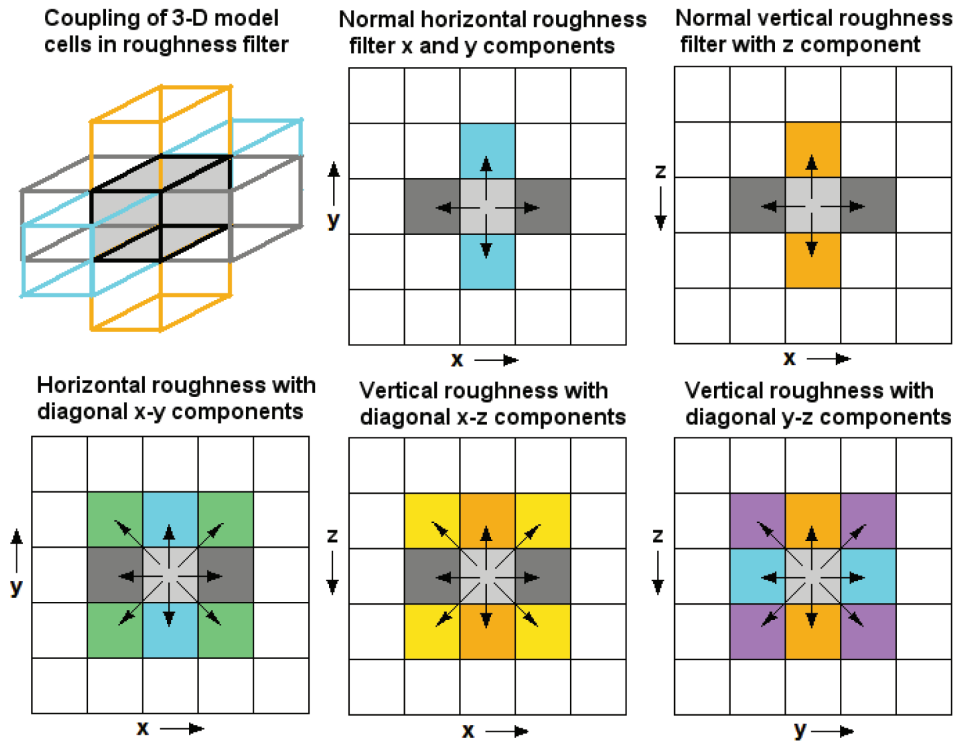 Coupling of 3-D model
cells in roughness filter
Normal horizontal roughness
filter x and y components
y
x
Normal vertical roughness
filter with z component
z
x
Horizontal roughness with
diagonal x-y components
y
x
Vertical roughness with
diagonal x-z components
z
x
Vertical roughness with
diagonal y-z components
z
y